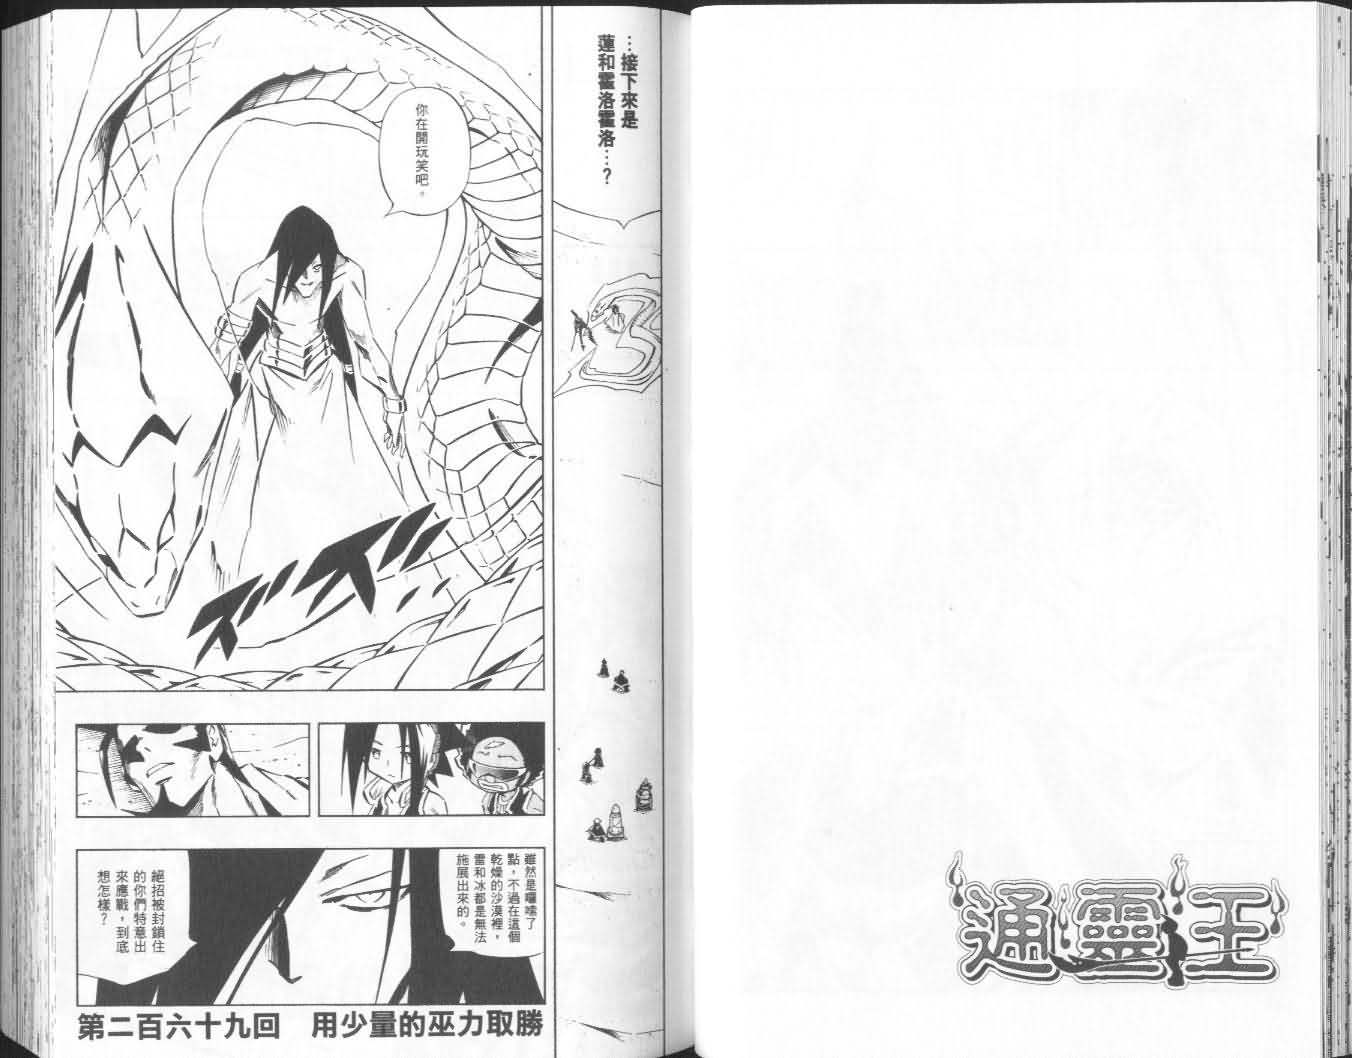 通靈王
…接下來是
蓮和霍洛霍洛…?
你在開玩笑吧。
雖然是囉嗦了
點，不過在這個
乾燥的沙漠裡，
雷和冰都是無法
施展出來的。
絕招被封鎖住
的你們特意出
來應戰，到底
想怎樣?
第二百六十九回 用少量的巫力取勝